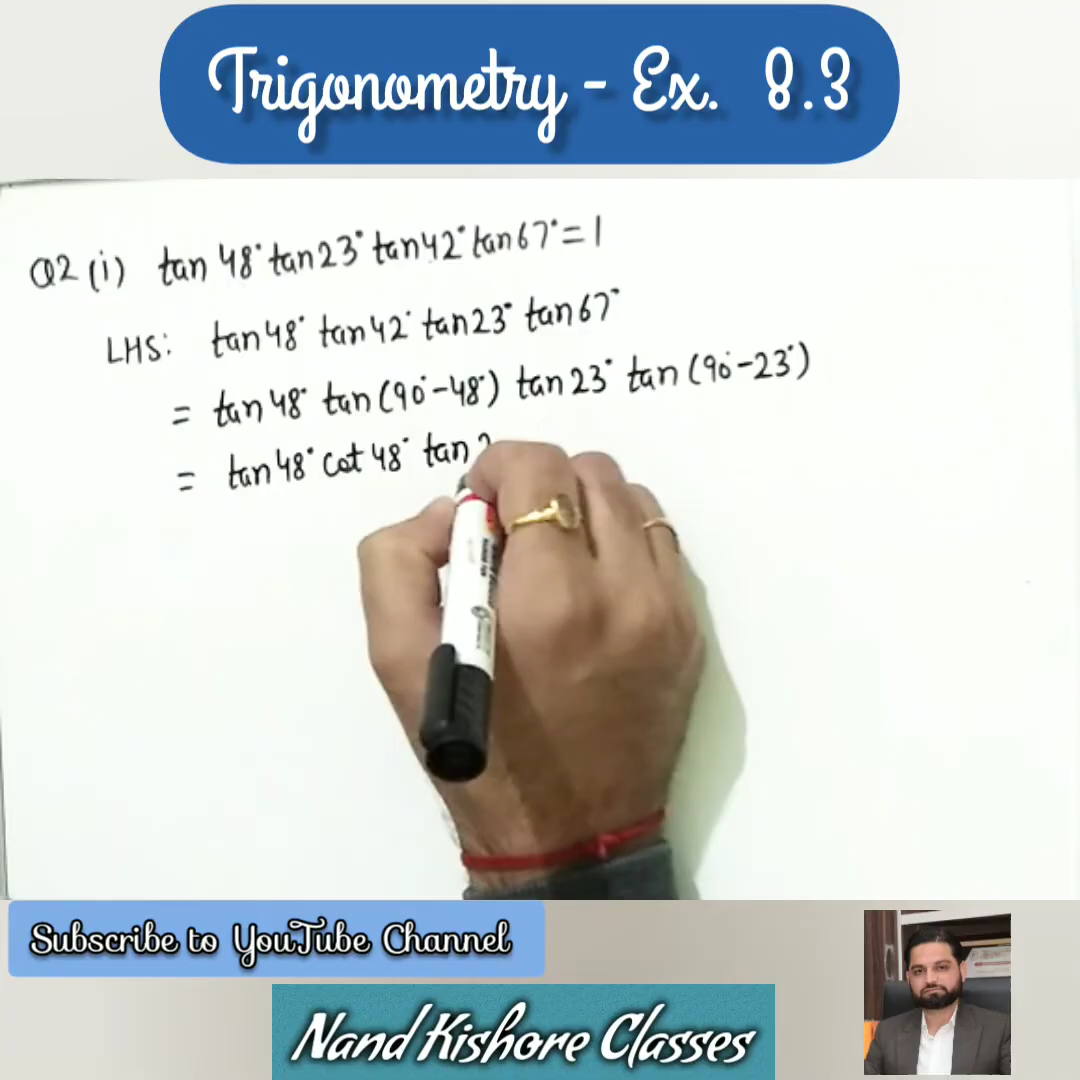 Trigonometry - Ex. 8.3
Q2 (i) tan 48° tan 23° tan 42° tan 67° = 1
LHS: tan 48° tan 42° tan 23° tan 67°
= tan 48° tan (90° - 48°) tan 23° tan (90° - 23°)
= tan 48° cot 48° tan 2
Subscribe to YouTube Channel
Nand Kishore Classes